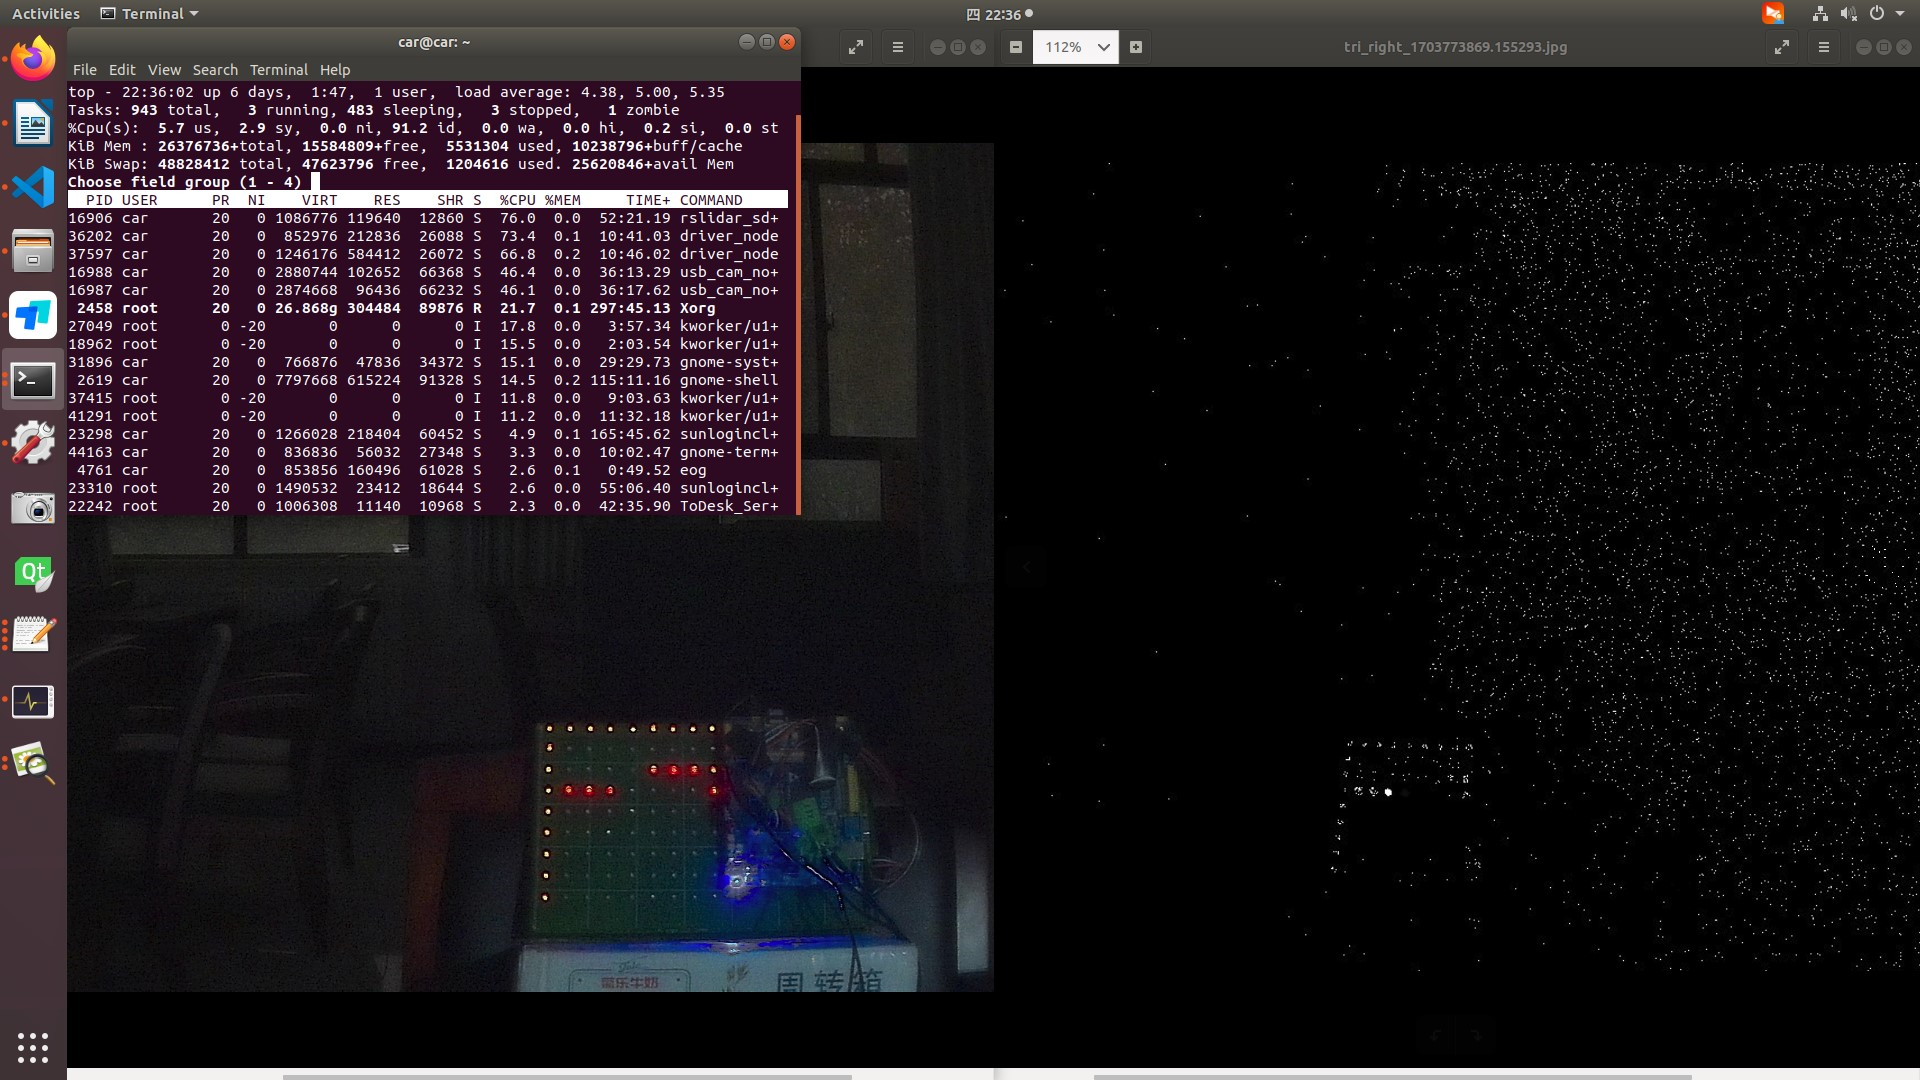 Activities Terminal 四 22:36
car@car: ~
112% tri_right_1703773869.155293.jpg
File Edit View Search Terminal Help
top - 22:36:02 up 6 days,  1:47,  1 user,  load average: 4.38, 5.00, 5.35
Tasks: 943 total,   3 running, 483 sleeping,   3 stopped,   1 zombie
%Cpu(s):  5.7 us,  2.9 sy,  0.0 ni, 91.2 id,  0.0 wa,  0.0 hi,  0.2 si,  0.0 st
KiB Mem : 26376736+total, 15584809+free,  5531304 used, 10238796+buff/cache
KiB Swap: 48828412 total, 47623796 free,  1204616 used. 25620846+avail Mem
Choose field group (1 - 4)
PID USER PR NI VIRT RES SHR S %CPU %MEM TIME+ COMMAND
16906 car 20 0 1086776 119640 12860 S 76.0 0.0 52:21.19 rslidar_sd+
36202 car 20 0 852976 212836 26088 S 73.4 0.1 10:41.03 driver_node
37597 car 20 0 1246176 584412 26072 S 66.8 0.2 10:46.02 driver_node
16988 car 20 0 2880744 102652 66368 S 46.4 0.0 36:13.29 usb_cam_no+
16987 car 20 0 2874668 96436 66232 S 46.1 0.0 36:17.62 usb_cam_no+
2458 root 20 0 26.868g 304484 89876 R 21.7 0.1 297:45.13 Xorg
27049 root 0 -20 0 0 0 I 17.8 0.0 3:57.34 kworker/u1+
18962 root 0 -20 0 0 0 I 15.5 0.0 2:03.54 kworker/u1+
31896 car 20 0 766876 47836 34372 S 15.1 0.0 29:29.73 gnome-syst+
2619 car 20 0 7797668 615224 91328 S 14.5 0.2 115:11.16 gnome-shell
37415 root 0 -20 0 0 0 I 11.8 0.0 9:03.63 kworker/u1+
41291 root 0 -20 0 0 0 I 11.2 0.0 11:32.18 kworker/u1+
23298 car 20 0 1266028 218404 60452 S 4.9 0.1 165:45.62 sunlogincl+
44163 car 20 0 836836 56032 27348 S 3.3 0.0 10:02.47 gnome-term+
4761 car 20 0 853856 160496 61028 S 2.6 0.1 0:49.52 eog
23310 root 20 0 1490532 23412 18644 S 2.6 0.0 55:06.40 sunlogincl+
22242 root 20 0 1006308 11140 10968 S 2.3 0.0 42:35.90 ToDesk_Ser+
Qt
周转箱